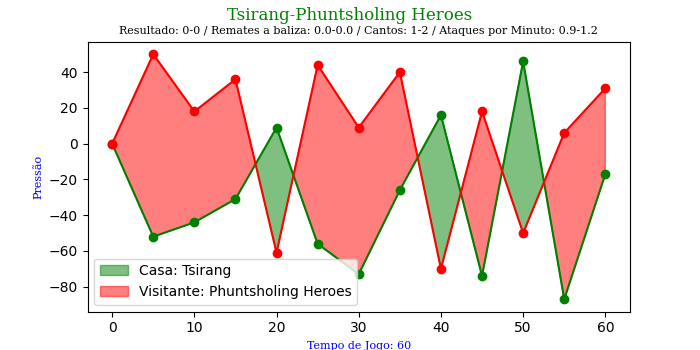 Tsirang-Phuntsholing Heroes
Resultado: 0-0 / Remates a baliza: 0.0-0.0 / Cantos: 1-2 / Ataques por Minuto: 0.9-1.2
Pressão
40
20
0
−20
−40
−60
−80
Casa: Tsirang
Visitante: Phuntsholing Heroes
0 10 20 30 40 50 60
Tempo de Jogo: 60